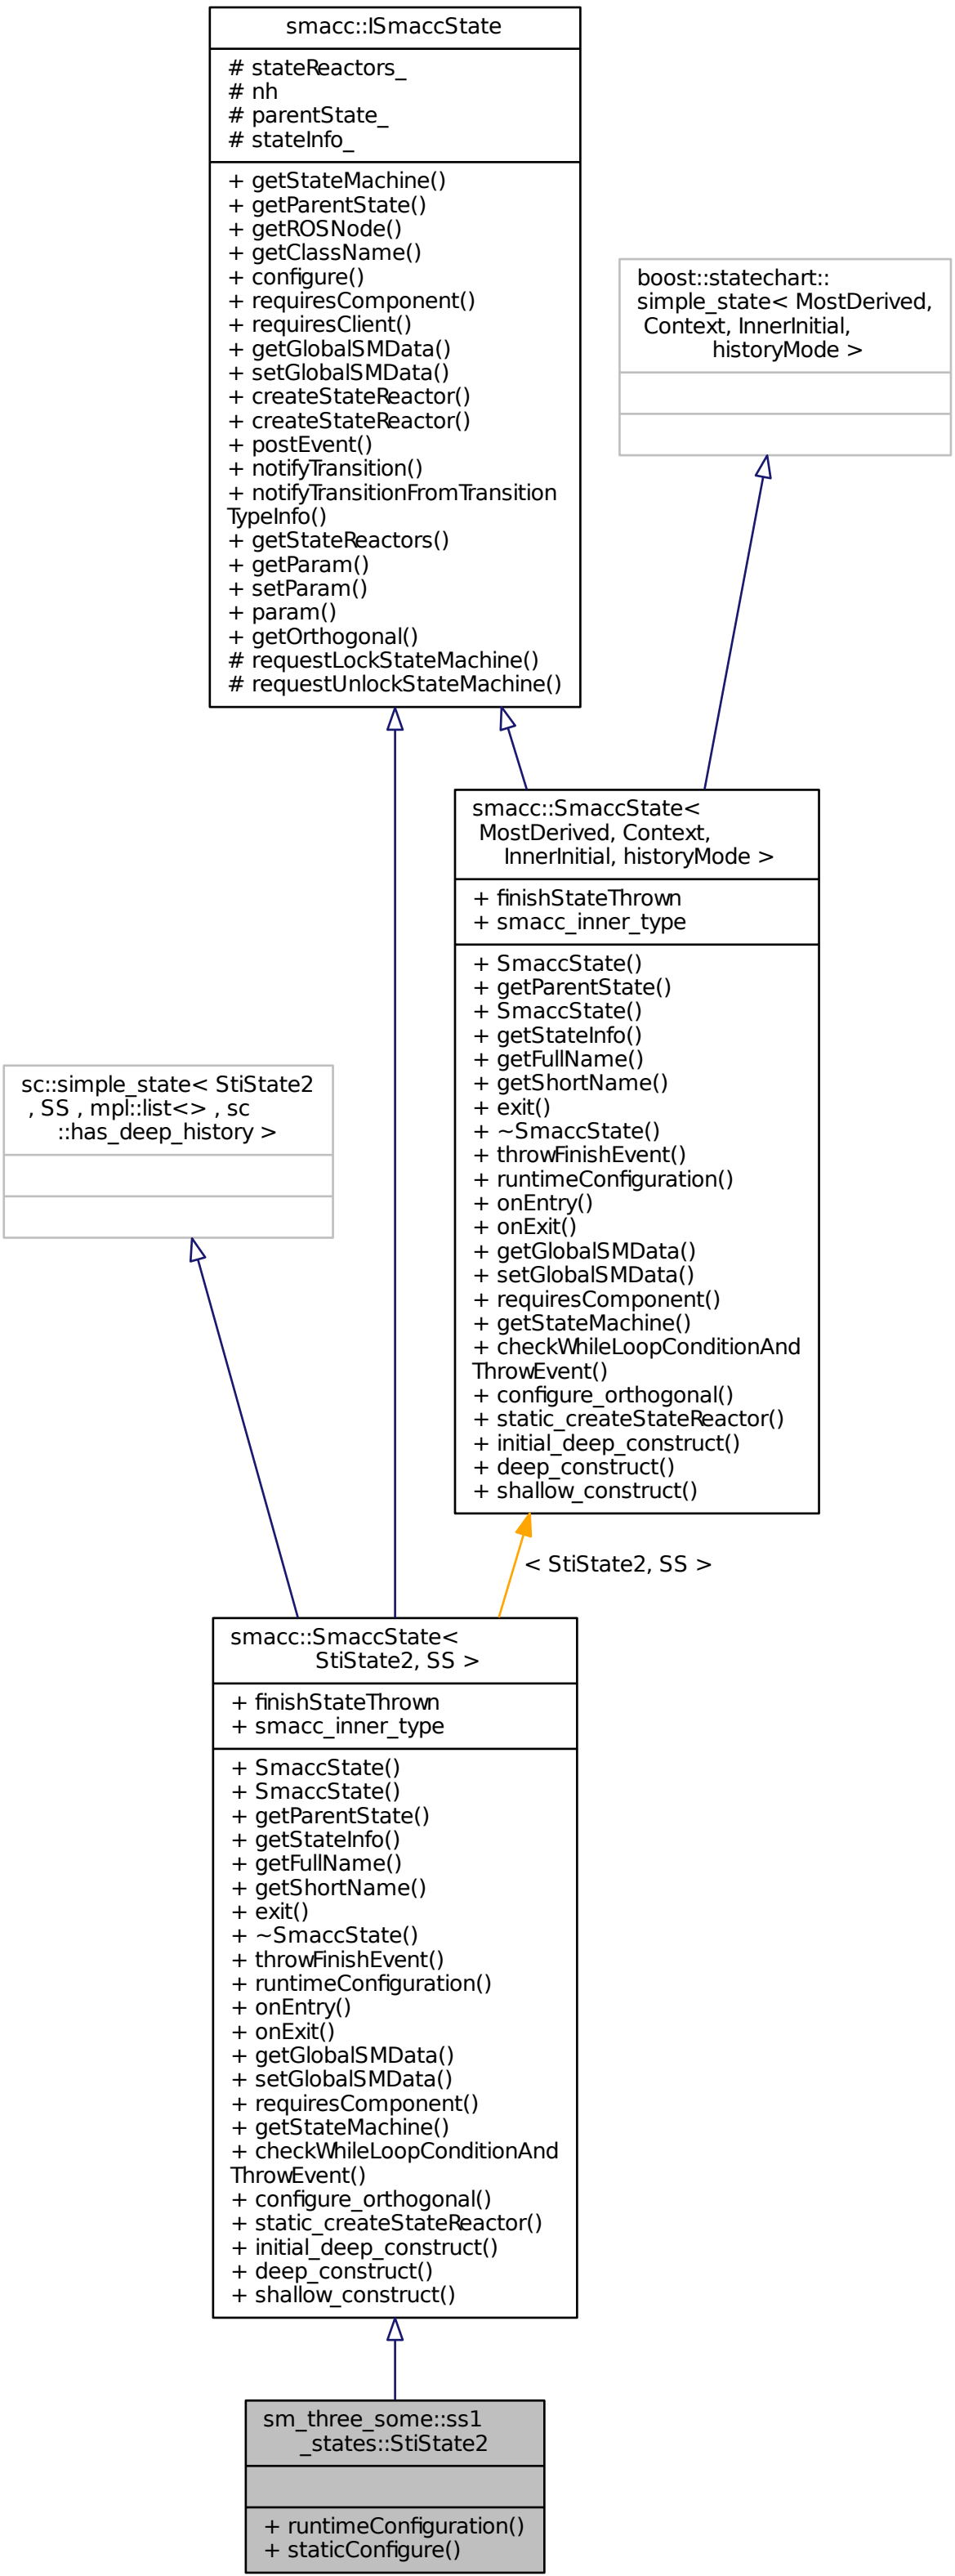 smacc::ISmaccState
# stateReactors_
# nh
# parentState_
# stateInfo_
+ getStateMachine()
+ getParentState()
+ getROSNode()
+ getClassName()
+ configure()
+ requiresComponent()
+ requiresClient()
+ getGlobalSMData()
+ setGlobalSMData()
+ createStateReactor()
+ createStateReactor()
+ postEvent()
+ notifyTransition()
+ notifyTransitionFromTransition
TypeInfo()
+ getStateReactors()
+ getParam()
+ setParam()
+ param()
+ getOrthogonal()
# requestLockStateMachine()
# requestUnlockStateMachine()
boost::statechart::
simple_state< MostDerived,
Context, InnerInitial,
historyMode >
smacc::SmaccState<
MostDerived, Context,
InnerInitial, historyMode >
+ finishStateThrown
+ smacc_inner_type
+ SmaccState()
+ getParentState()
+ SmaccState()
+ getStateInfo()
+ getFullName()
+ getShortName()
+ exit()
+ ~SmaccState()
+ throwFinishEvent()
+ runtimeConfiguration()
+ onEntry()
+ onExit()
+ getGlobalSMData()
+ setGlobalSMData()
+ requiresComponent()
+ getStateMachine()
+ checkWhileLoopConditionAnd
ThrowEvent()
+ configure_orthogonal()
+ static_createStateReactor()
+ initial_deep_construct()
+ deep_construct()
+ shallow_construct()
sc::simple_state< StiState2
, SS , mpl::list<> , sc
::has_deep_history >
< StiState2, SS >
smacc::SmaccState<
StiState2, SS >
+ finishStateThrown
+ smacc_inner_type
+ SmaccState()
+ SmaccState()
+ getParentState()
+ getStateInfo()
+ getFullName()
+ getShortName()
+ exit()
+ ~SmaccState()
+ throwFinishEvent()
+ runtimeConfiguration()
+ onEntry()
+ onExit()
+ getGlobalSMData()
+ setGlobalSMData()
+ requiresComponent()
+ getStateMachine()
+ checkWhileLoopConditionAnd
ThrowEvent()
+ configure_orthogonal()
+ static_createStateReactor()
+ initial_deep_construct()
+ deep_construct()
+ shallow_construct()
sm_three_some::ss1
_states::StiState2
+ runtimeConfiguration()
+ staticConfigure()